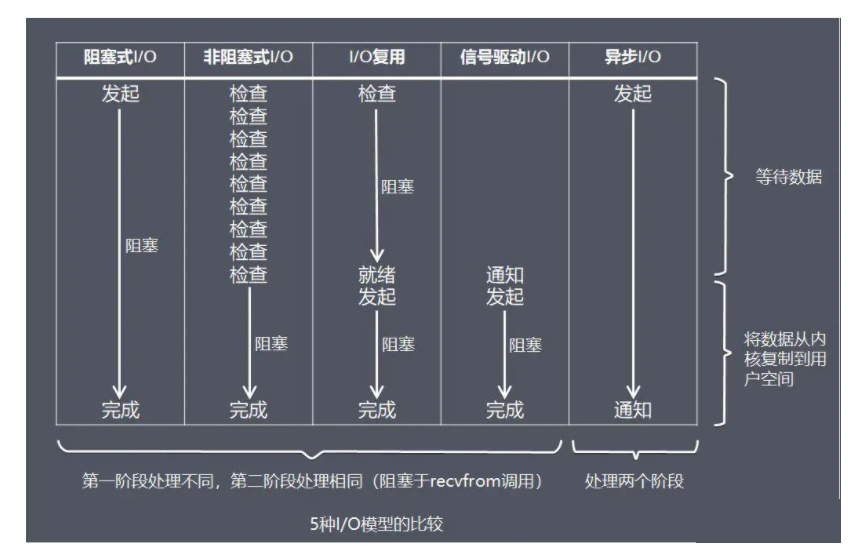 阻塞式I/O 非阻塞式I/O I/O复用 信号驱动I/O 异步I/O
发起 检查 检查 发起
检查
检查
检查
检查
检查
检查
检查
检查
阻塞
阻塞
就绪 通知
发起 发起
阻塞 阻塞 阻塞
完成 完成 完成 完成 通知
等待数据
将数据从内
核复制到用
户空间
第一阶段处理不同，第二阶段处理相同（阻塞于recvfrom调用） 处理两个阶段
5种I/O模型的比较